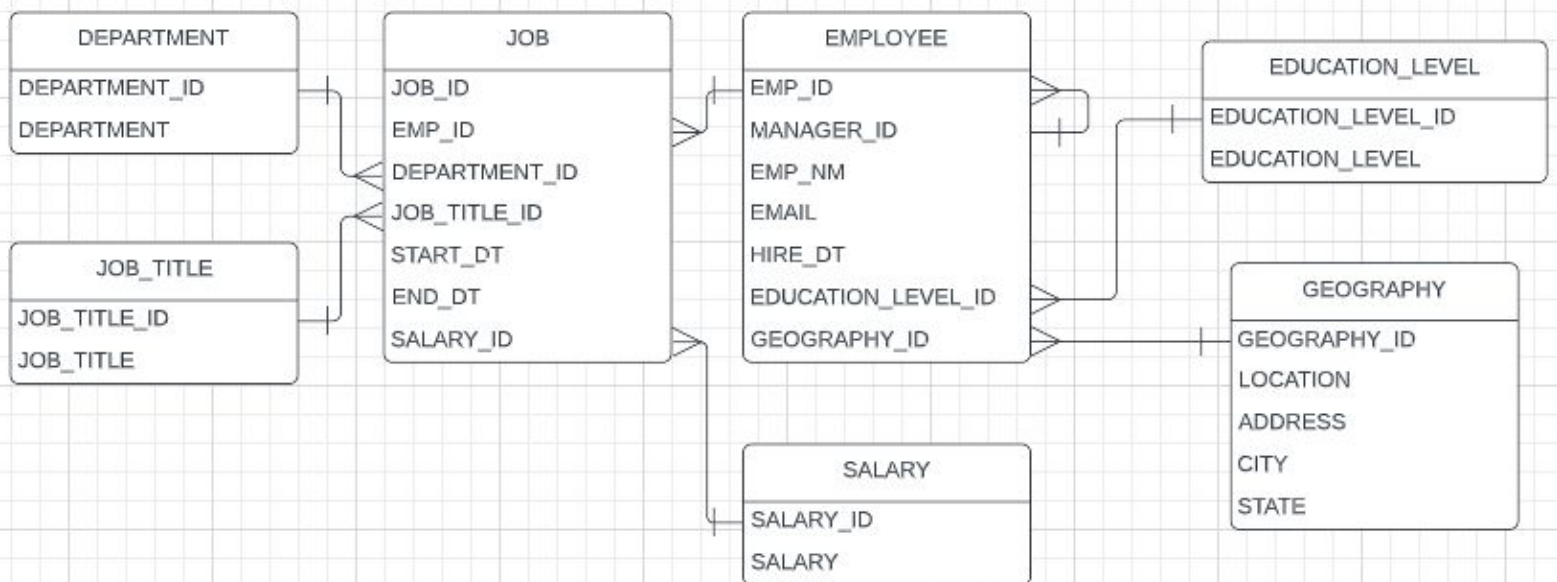 DEPARTMENT
DEPARTMENT_ID
DEPARTMENT
JOB_TITLE
JOB_TITLE_ID
JOB_TITLE
JOB
JOB_ID
EMP_ID
DEPARTMENT_ID
JOB_TITLE_ID
START_DT
END_DT
SALARY_ID
EMPLOYEE
EMP_ID
MANAGER_ID
EMP_NM
EMAIL
HIRE_DT
EDUCATION_LEVEL_ID
GEOGRAPHY_ID
SALARY
SALARY_ID
SALARY
EDUCATION_LEVEL
EDUCATION_LEVEL_ID
EDUCATION_LEVEL
GEOGRAPHY
GEOGRAPHY_ID
LOCATION
ADDRESS
CITY
STATE